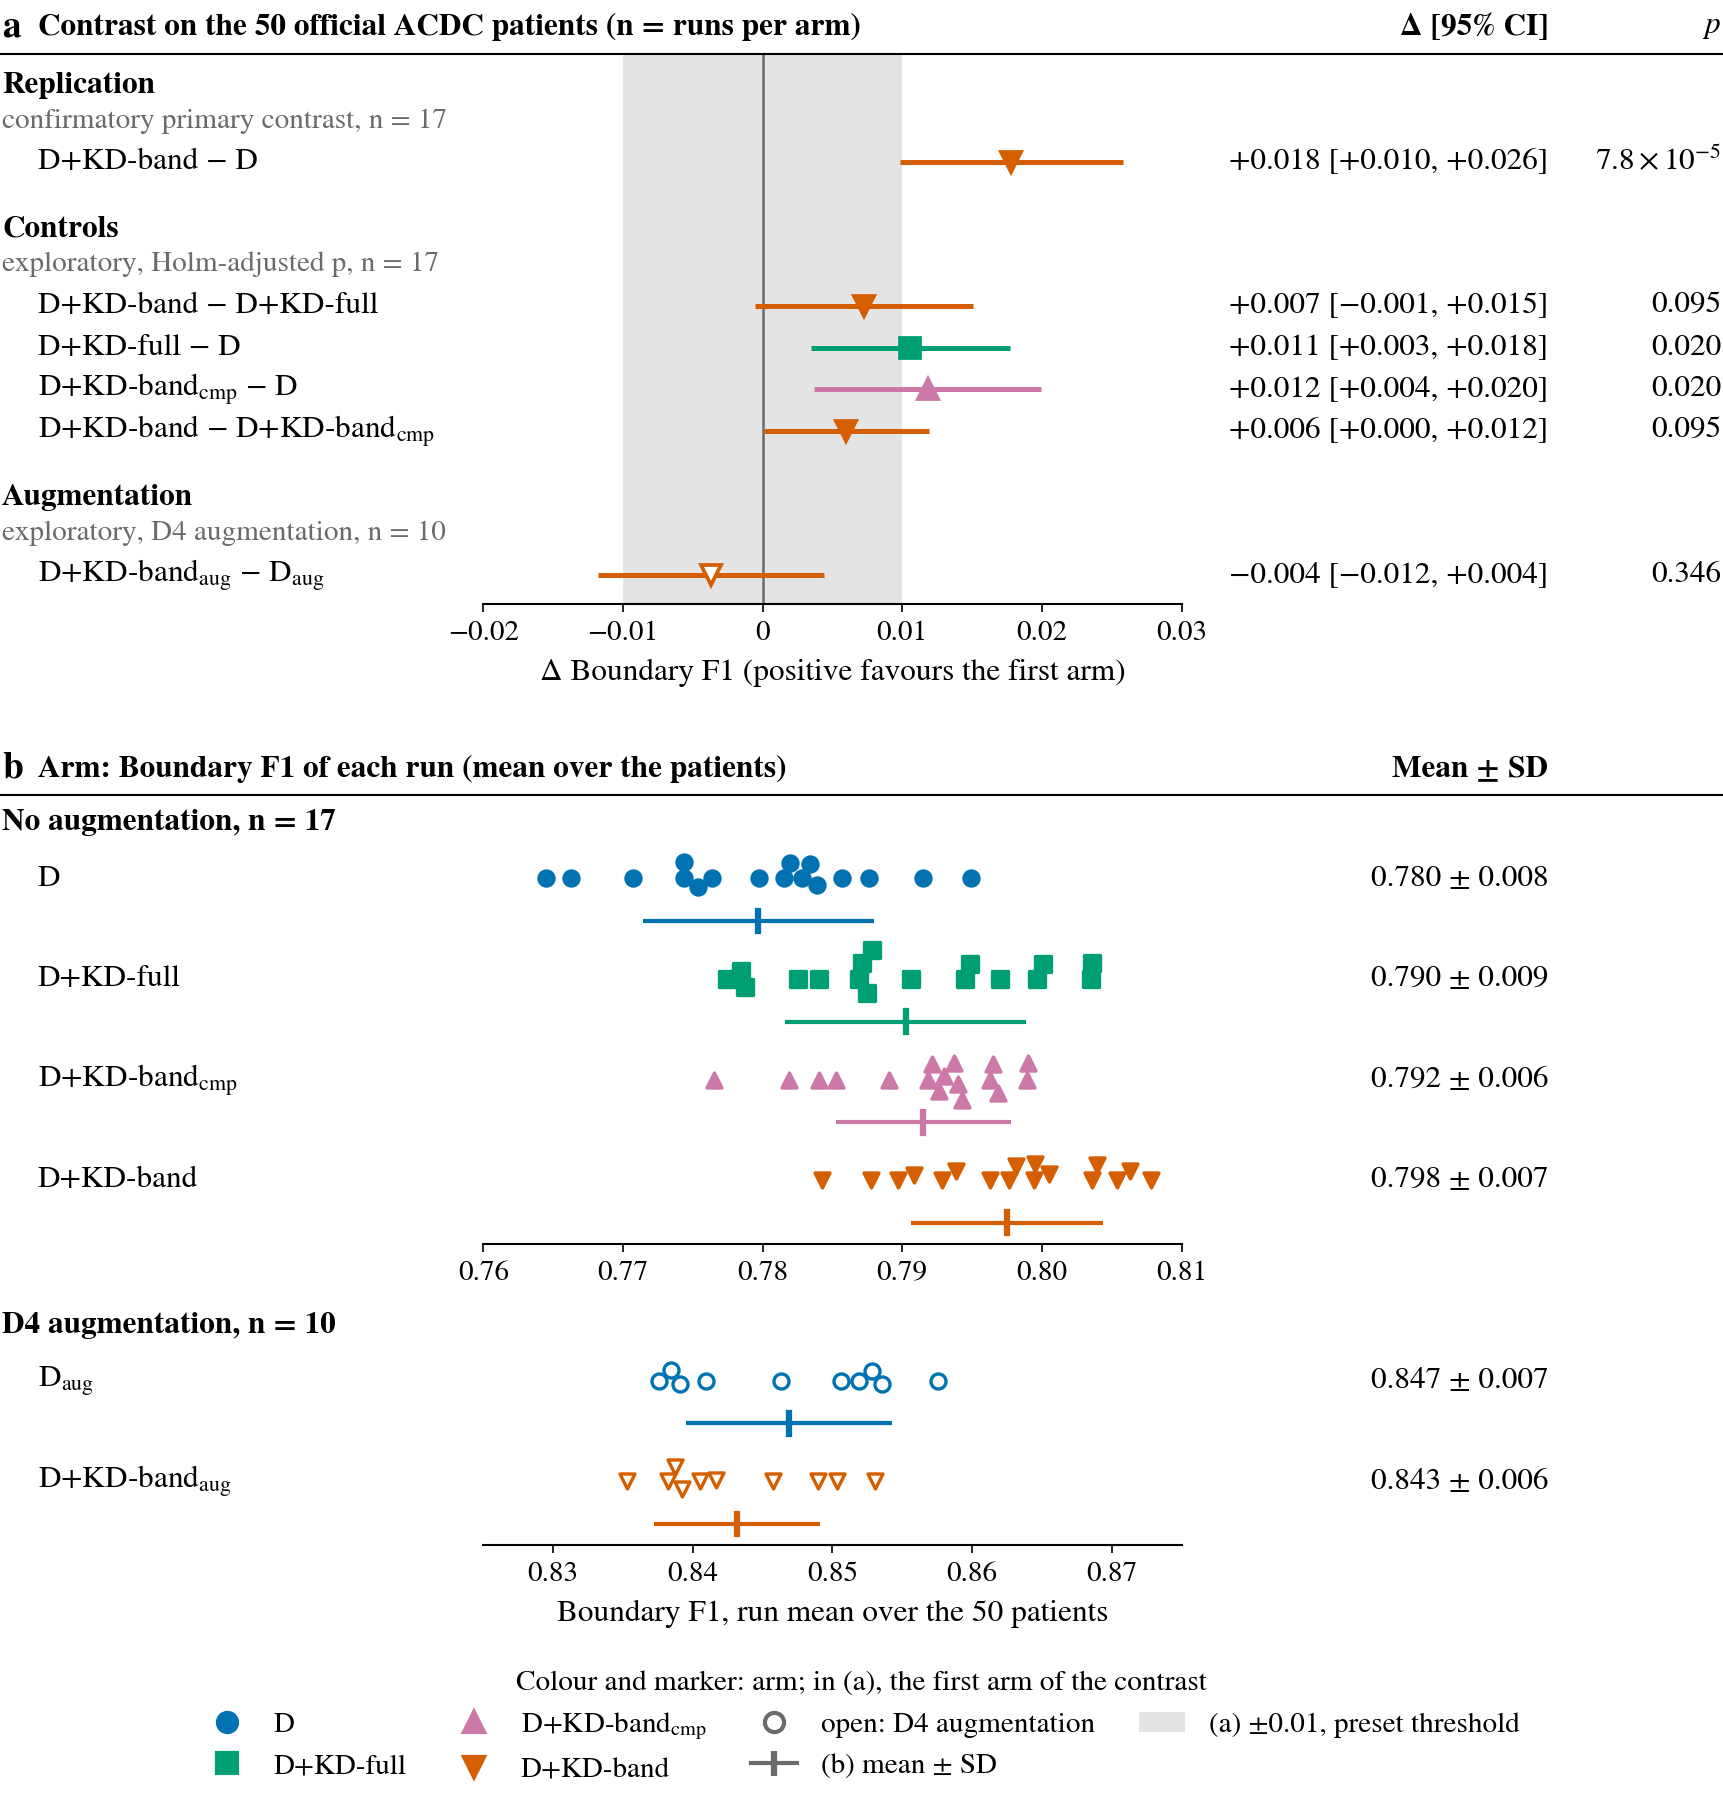 a Contrast on the 50 official ACDC patients (n = runs per arm) Δ [95% CI] p
Replication
confirmatory primary contrast, n = 17
D+KD-band − D +0.018 [+0.010, +0.026] 7.8 × 10⁻⁵
Controls
exploratory, Holm-adjusted p, n = 17
D+KD-band − D+KD-full +0.007 [−0.001, +0.015] 0.095
D+KD-full − D +0.011 [+0.003, +0.018] 0.020
D+KD-band_cmp − D +0.012 [+0.004, +0.020] 0.020
D+KD-band − D+KD-band_cmp +0.006 [+0.000, +0.012] 0.095
Augmentation
exploratory, D4 augmentation, n = 10
D+KD-band_aug − D_aug −0.004 [−0.012, +0.004] 0.346
−0.02 −0.01 0 0.01 0.02 0.03
Δ Boundary F1 (positive favours the first arm)
b Arm: Boundary F1 of each run (mean over the patients) Mean ± SD
No augmentation, n = 17
D 0.780 ± 0.008
D+KD-full 0.790 ± 0.009
D+KD-band_cmp 0.792 ± 0.006
D+KD-band 0.798 ± 0.007
0.76 0.77 0.78 0.79 0.80 0.81
D4 augmentation, n = 10
D_aug 0.847 ± 0.007
D+KD-band_aug 0.843 ± 0.006
0.83 0.84 0.85 0.86 0.87
Boundary F1, run mean over the 50 patients
Colour and marker: arm; in (a), the first arm of the contrast
D D+KD-band_cmp open: D4 augmentation (a) ±0.01, preset threshold
D+KD-full D+KD-band (b) mean ± SD